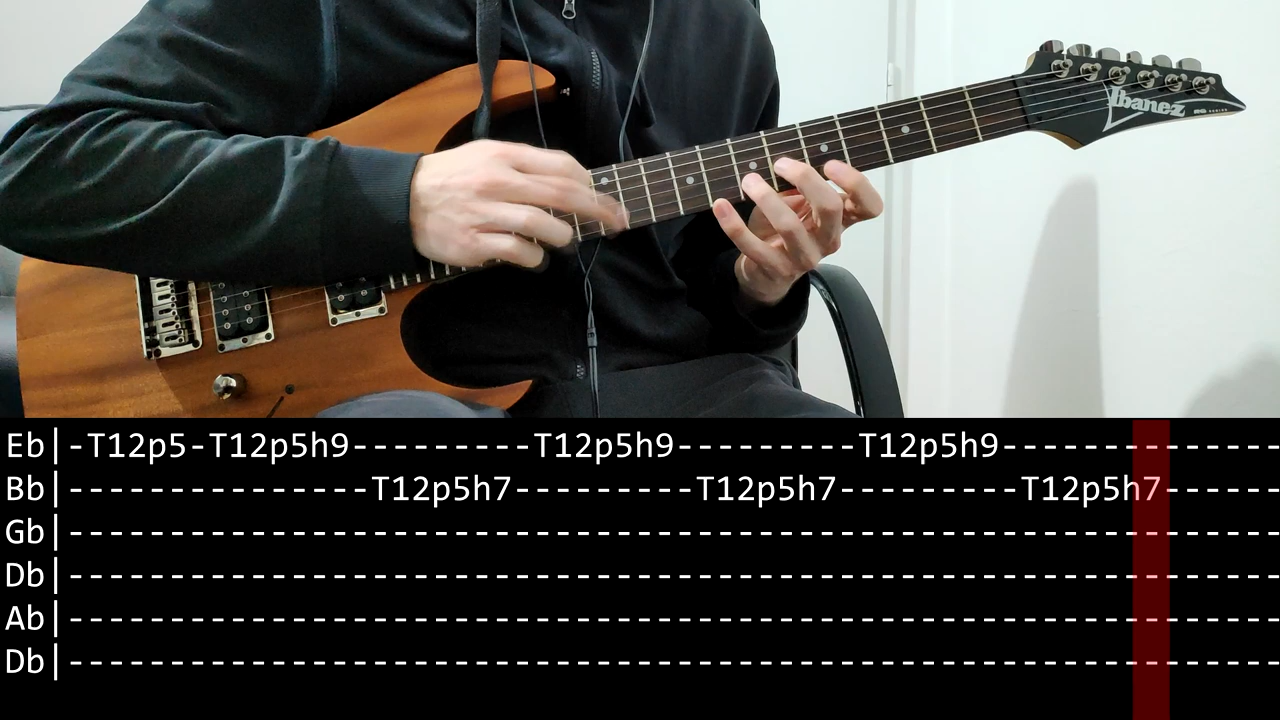 Ibanez
Eb|-T12p5-T12p5h9---------T12p5h9---------T12p5h9--------------
Bb|---------------T12p5h7---------T12p5h7---------T12p5h7------
Gb|------------------------------------------------------------
Db|------------------------------------------------------------
Ab|------------------------------------------------------------
Db|------------------------------------------------------------